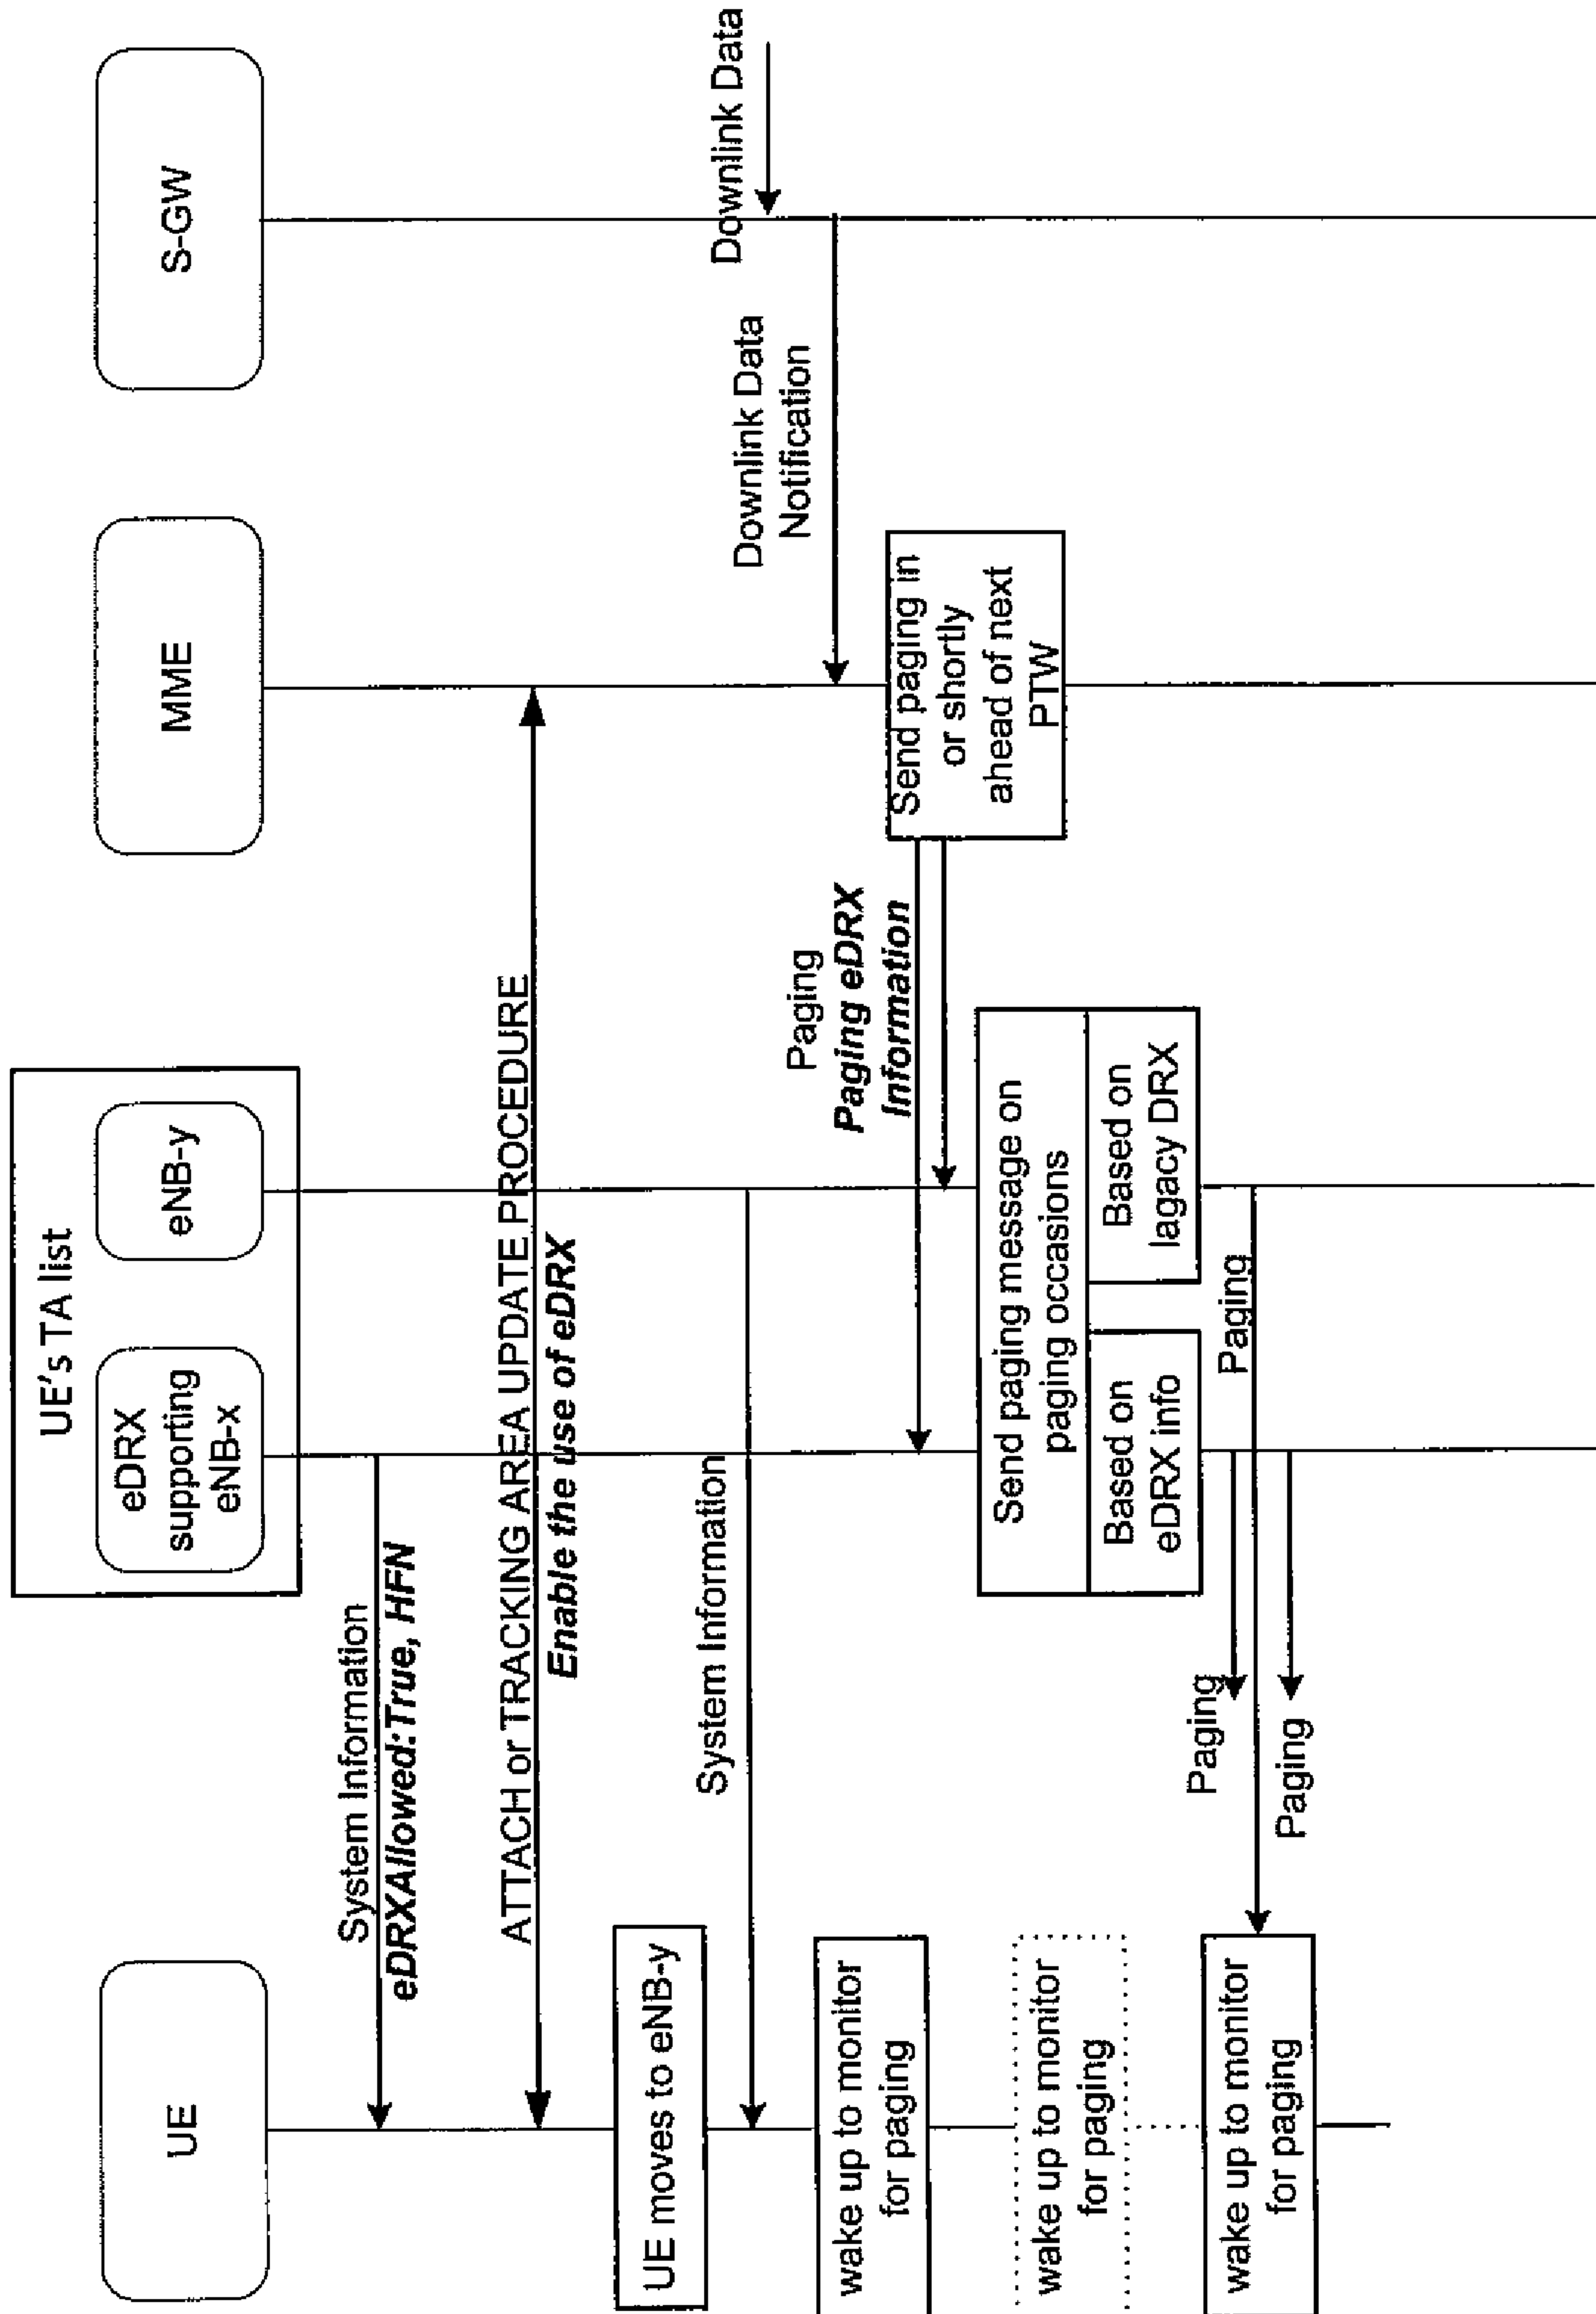 UE's TA list
UE
eDRX
supporting
eNB-x
eNB-y
MME
S-GW
System Information
eDRXAllowed:True, HFN
ATTACH or TRACKING AREA UPDATE PROCEDURE
Enable the use of eDRX
UE moves to eNB-y
System Information
Downlink Data
Downlink Data
Notification
wake up to monitor
for paging
Send paging in
or shortly
ahead of next
PTW
Paging
Paging eDRX
Information
Send paging message on
paging occasions
Based on
eDRX info
Based on
lagacy DRX
wake up to monitor
for paging
Paging
Paging
Paging
wake up to monitor
for paging